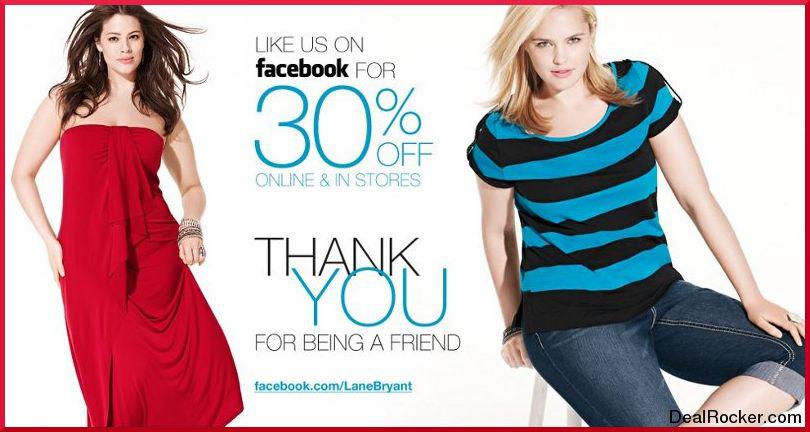 LIKE US ON
facebook FOR
30%
OFF
ONLINE & IN STORES
THANK
YOU
FOR BEING A FRIEND
facebook.com/LaneBryant
DealRocker.com